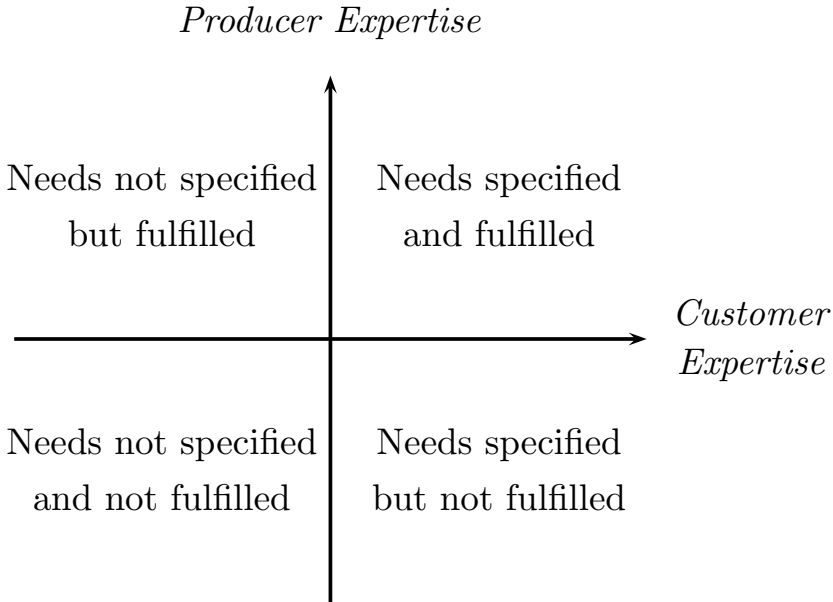 Producer Expertise
Needs not specified
but fulfilled
Needs specified
and fulfilled
Customer
Expertise
Needs not specified
and not fulfilled
Needs specified
but not fulfilled